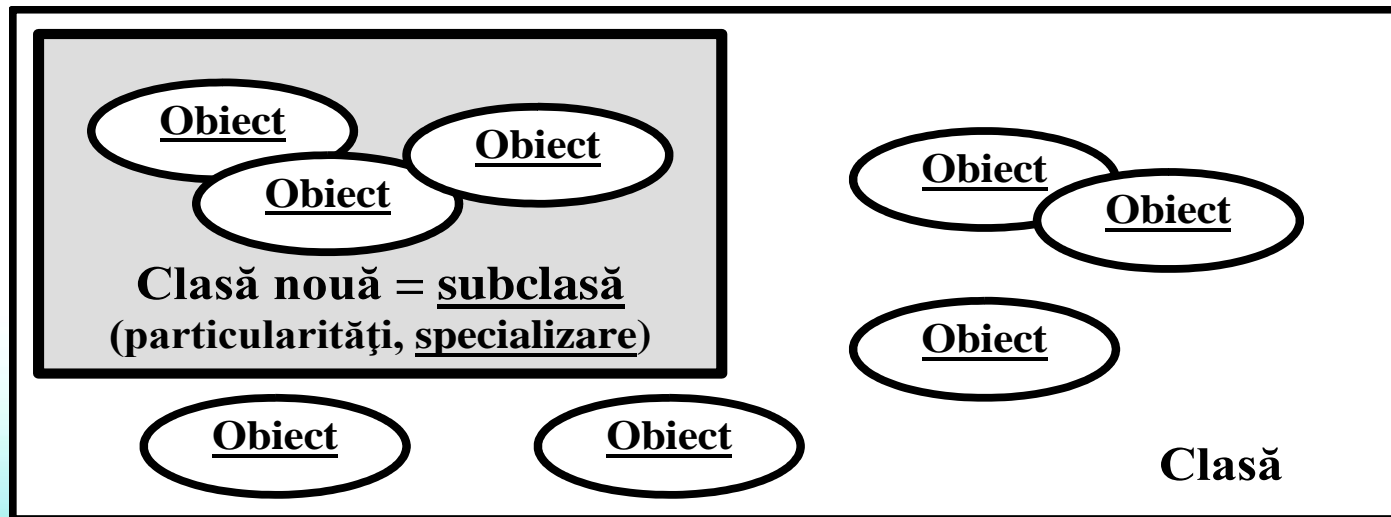 Obiect
Obiect
Obiect
Clasă nouă = subclasă
(particularităţi, specializare)
Obiect
Obiect
Obiect
Obiect
Obiect
Clasă